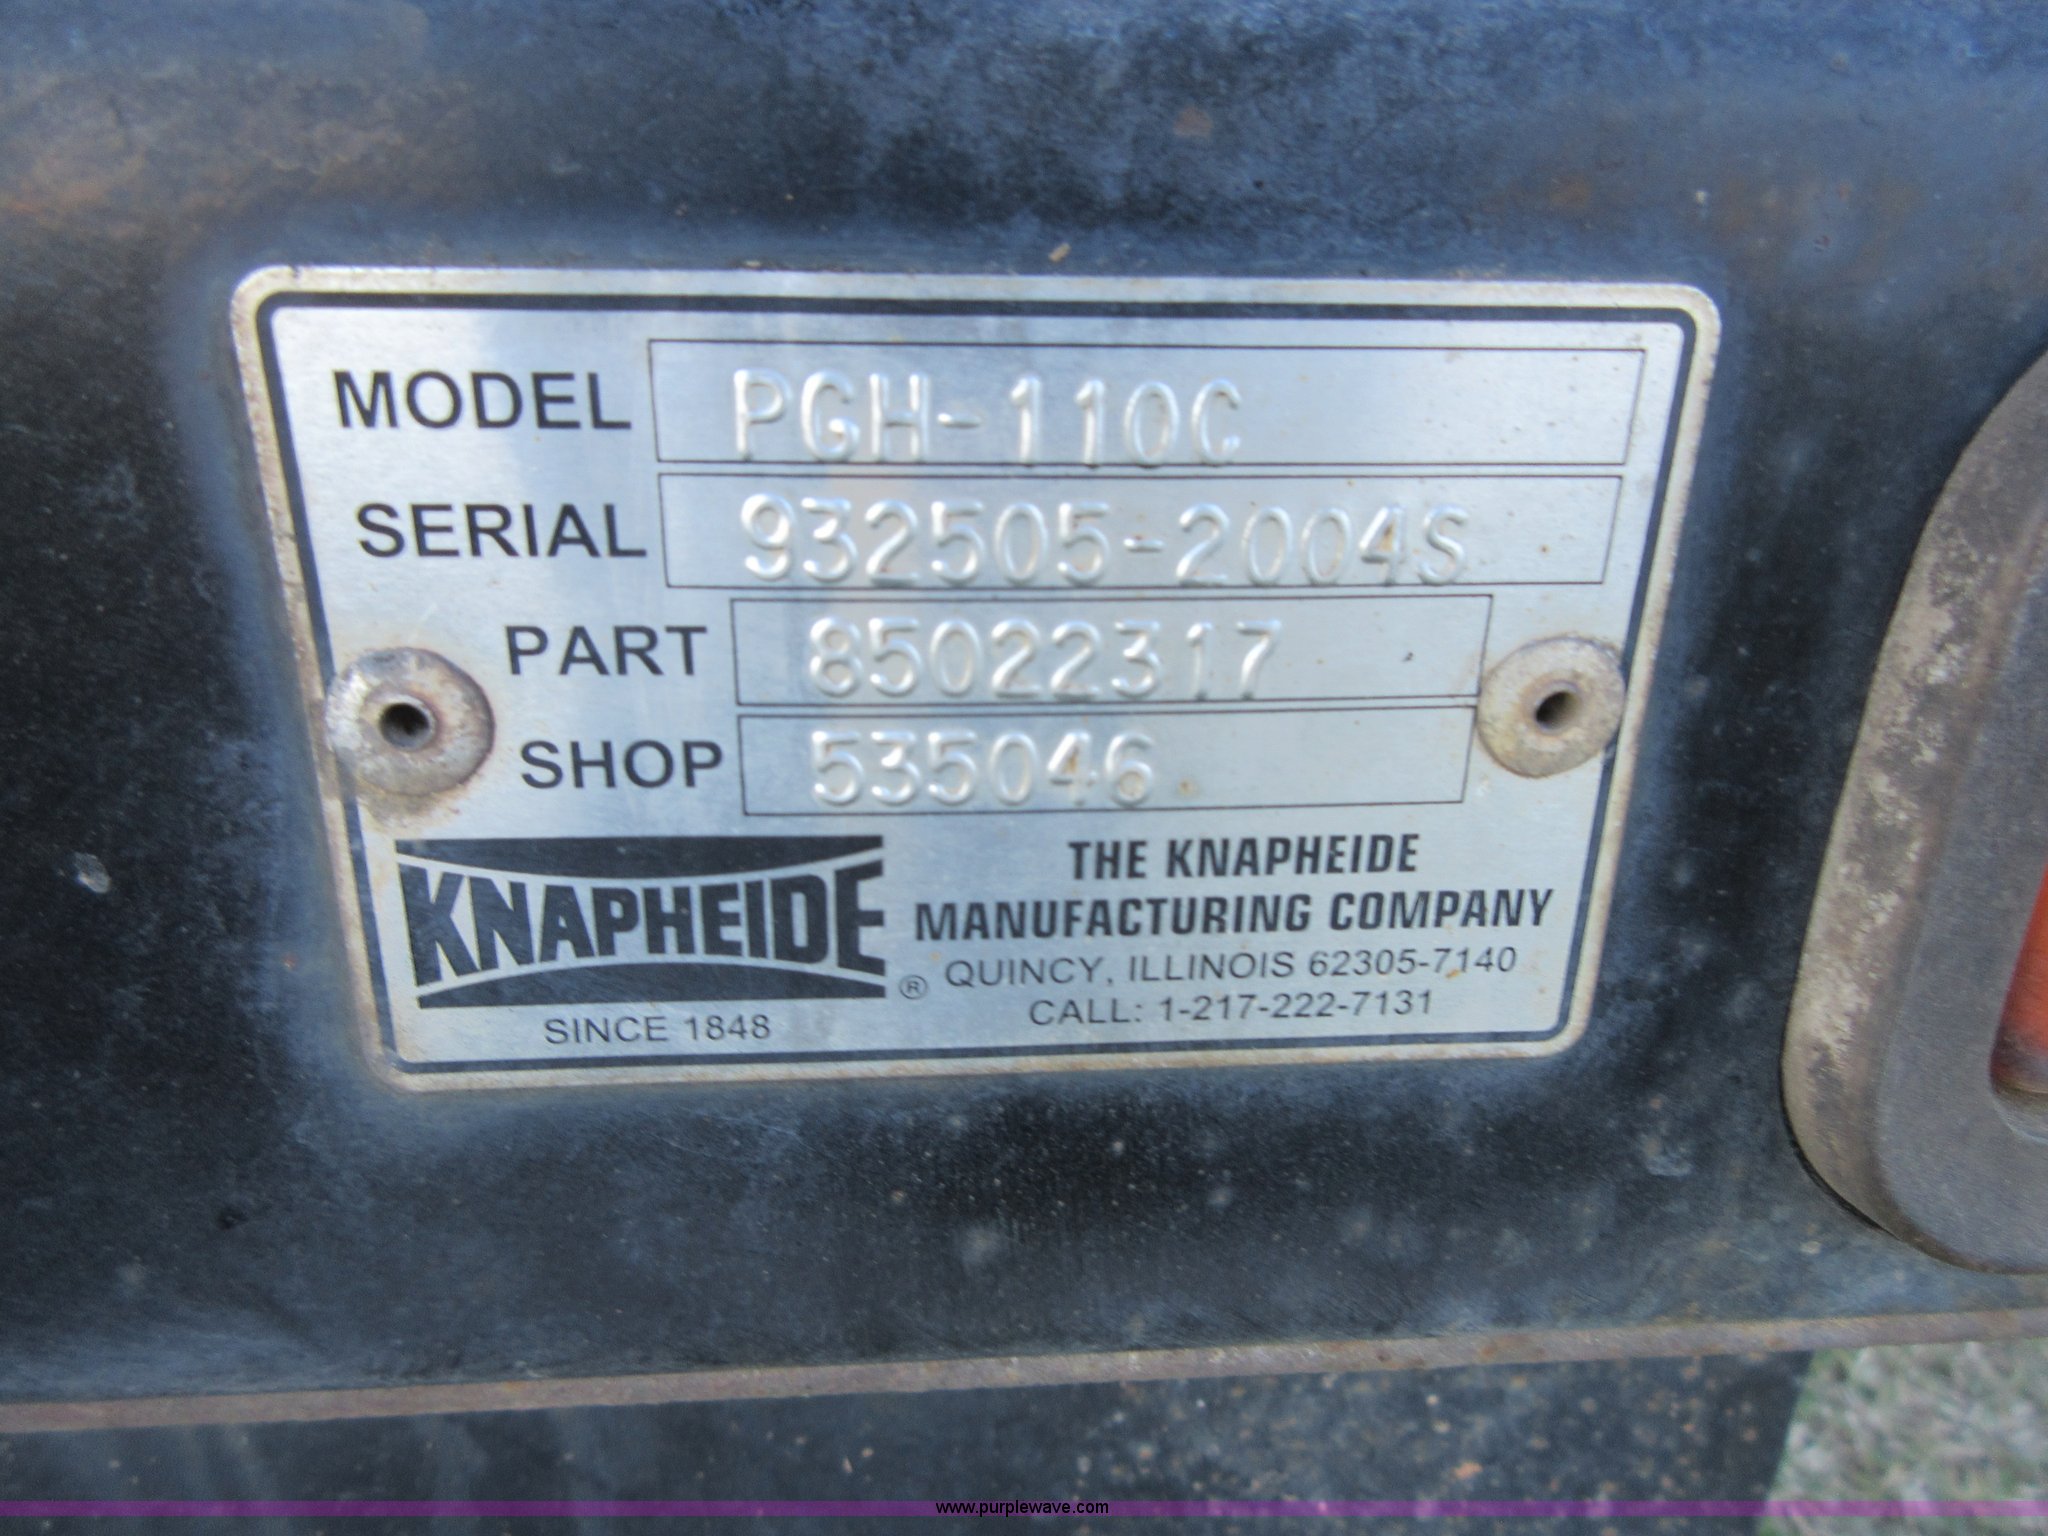 MODEL PGH-110C
SERIAL 932505-2004S
PART 85022317
SHOP 535046
KNAPHEIDE ®
SINCE 1848
THE KNAPHEIDE
MANUFACTURING COMPANY
QUINCY, ILLINOIS 62305-7140
CALL: 1-217-222-7131
www.purplewave.com